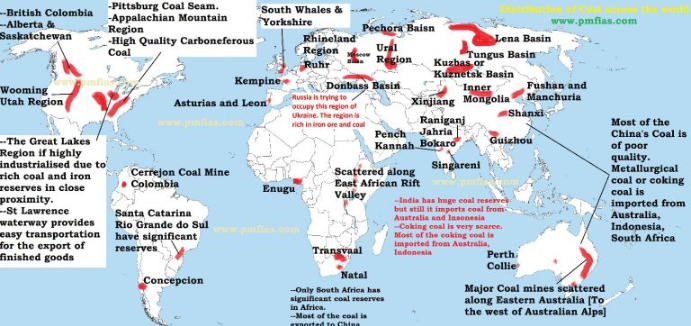 Distribution of Coal across the world
www.pmfias.com
--British Colombia
--Alberta &
Saskatchewan
-Pittsburg Coal Seam.
-Appalachian Mountain
Region
-High Quality Carboneferous
Coal
South Whales &
Yorkshire
Rhineland
Region
Ruhr
Kempine
Asturias and Leon
Pechora Baisn
Moscow
Basin
Ural
Region
Donbass Basin
Russia is trying to
occupy this region of
Ukraine. The region is
rich in iron ore and coal
Lena Basin
Tungus Basin
Kuzbas or
Kuznetsk Basin
Inner
Mongolia
Xinjiang
Fushan and
Manchuria
Shanxi
Guizhou
Raniganj
Jahria
Bokaro
Pench
Kannah
Singareni
Wooming
Utah Region
www.pmfias.com
www.pmfias.com
www.pmfias.com
www.pmfias.com
--The Great Lakes
Region if highly
industrialised due to
rich coal and iron
reserves in close
proximity.
--St Lawrence
waterway provides
easy transportation
for the export of
finished goods
Cerrejon Coal Mine
Colombia
Santa Catarina
Rio Grande do Sul
have significant
reserves
Concepcion
Enugu
Scattered along
East African Rift
Valley
Transvaal
Natal
--Only South Africa has
significant coal reserves
in Africa.
--Most of the coal is
exported to China
--India has huge coal reserves
but still it imports coal from
Australia and Insonesia
--Coking coal is very scarce.
Most of the coking coal is
imported from Australia,
Indonesia
Most of the
China's Coal is
of poor
quality.
Metallurgical
coal or coking
coal is
imported from
Australia,
Indonesia,
South Africa
Perth
Collie
Major Coal mines scattered
along Eastern Australia [To
the west of Australian Alps]